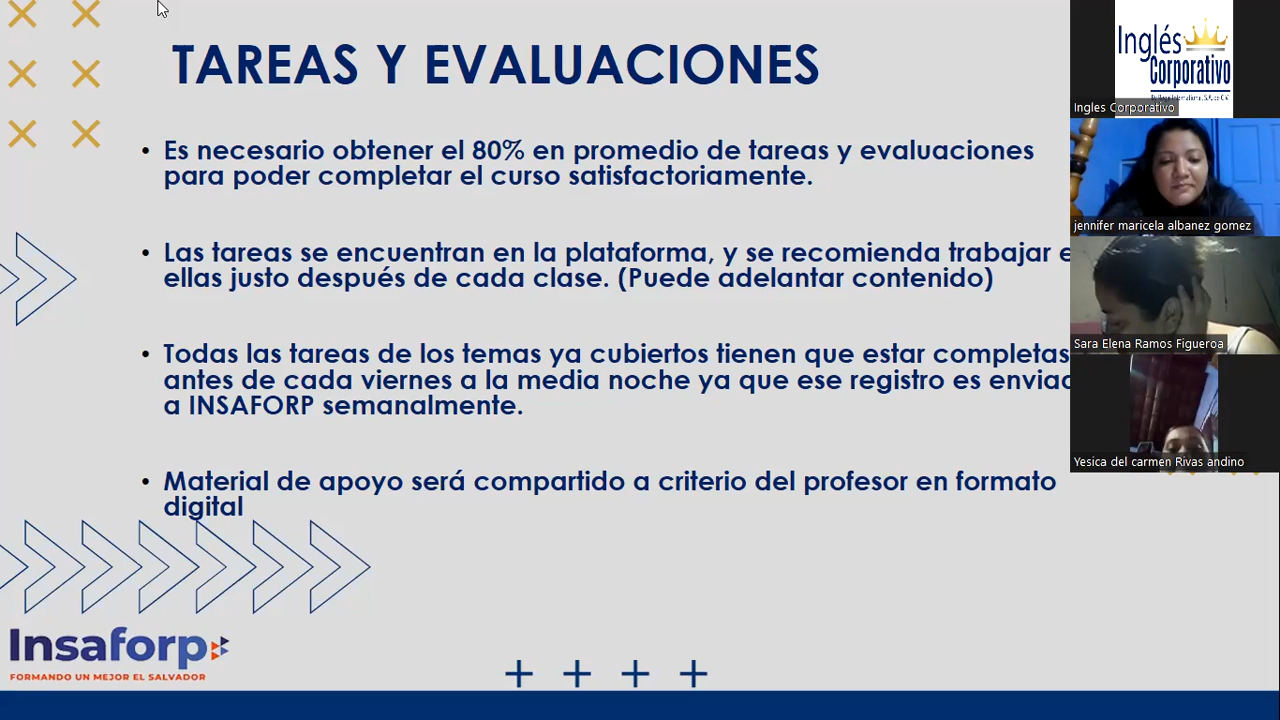 TAREAS Y EVALUACIONES
• Es necesario obtener el 80% en promedio de tareas y evaluaciones
para poder completar el curso satisfactoriamente.
• Las tareas se encuentran en la plataforma, y se recomienda trabajar e
ellas justo después de cada clase. (Puede adelantar contenido)
• Todas las tareas de los temas ya cubiertos tienen que estar completas
antes de cada viernes a la media noche ya que ese registro es enviad
a INSAFORP semanalmente.
• Material de apoyo será compartido a criterio del profesor en formato
digital
Insaforp
FORMANDO UN MEJOR EL SALVADOR
Inglés
Corporativo
Ingles Corporativo
jennifer maricela albanez gomez
Sara Elena Ramos Figueroa
Yesica del carmen Rivas andino